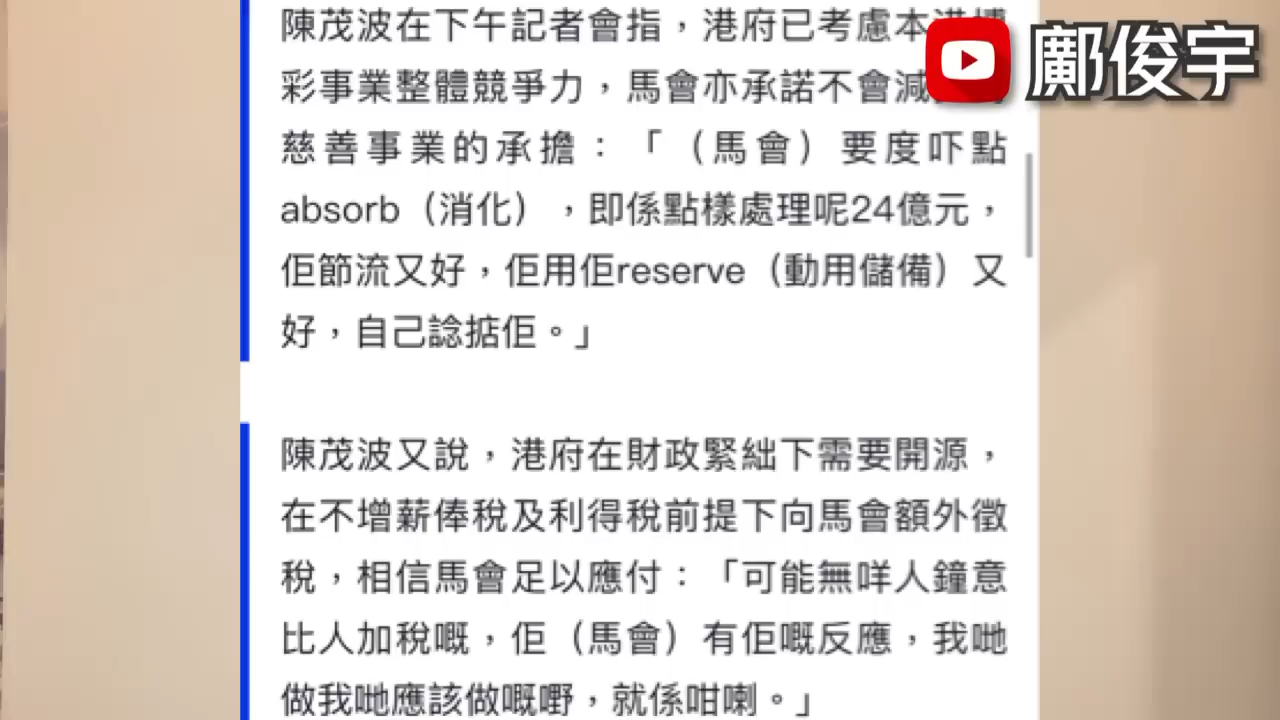 鄺俊宇
陳茂波在下午記者會指，港府已考慮本
彩事業整體競爭力，馬會亦承諾不會減
慈善事業的承擔：「（馬會）要度吓點
absorb（消化），即係點樣處理呢24億元，
佢節流又好，佢用佢reserve（動用儲備）又
好，自己諗掂佢。」
陳茂波又說，港府在財政緊絀下需要開源，
在不增薪俸稅及利得稅前提下向馬會額外徵
稅，相信馬會足以應付：「可能無咩人鐘意
比人加稅嘅，佢（馬會）有佢嘅反應，我哋
做我哋應該做嘅嘢，就係咁喇。」